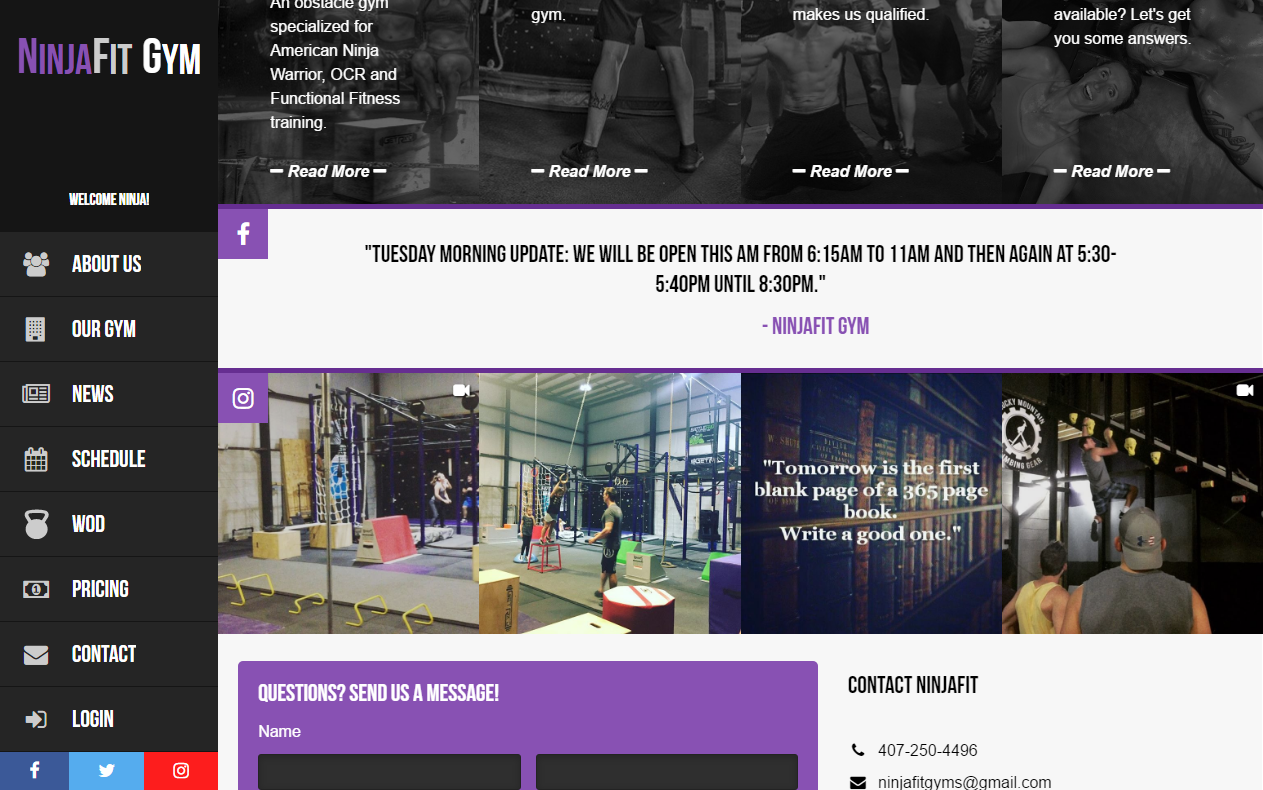 NinjaFit Gym
WELCOME NINJA!
ABOUT US
OUR GYM
NEWS
SCHEDULE
WOD
PRICING
CONTACT
LOGIN
An obstacle gym
specialized for
American Ninja
Warrior, OCR and
Functional Fitness
training.
Read More
gym.
Read More
makes us qualified.
Read More
available? Let's get
you some answers.
Read More
"TUESDAY MORNING UPDATE: WE WILL BE OPEN THIS AM FROM 6:15AM TO 11AM AND THEN AGAIN AT 5:30-
5:40PM UNTIL 8:30PM."
- NINJAFIT GYM
"Tomorrow is the first
blank page of a 365 page
book.
Write a good one."
QUESTIONS? SEND US A MESSAGE!
Name
CONTACT NINJAFIT
407-250-4496
ninjafitgyms@gmail.com